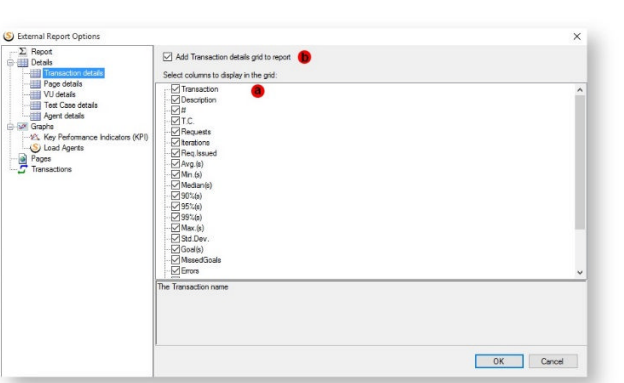 External Report Options
Report
Details
Transaction details
Page details
VU details
Test Case details
Agent details
Graphs
Key Performance Indicators (KPI)
Load Agents
Pages
Transactions
Add Transaction details grid to report b
Select columns to display in the grid:
Transaction a
Description
#
T.C.
Requests
Iterations
Req.Issued
Avg.(s)
Min.(s)
Median(s)
90%(s)
95%(s)
99%(s)
Max.(s)
Std.Dev.
Goal(s)
MissedGoals
Errors
The Transaction name
OK Cancel